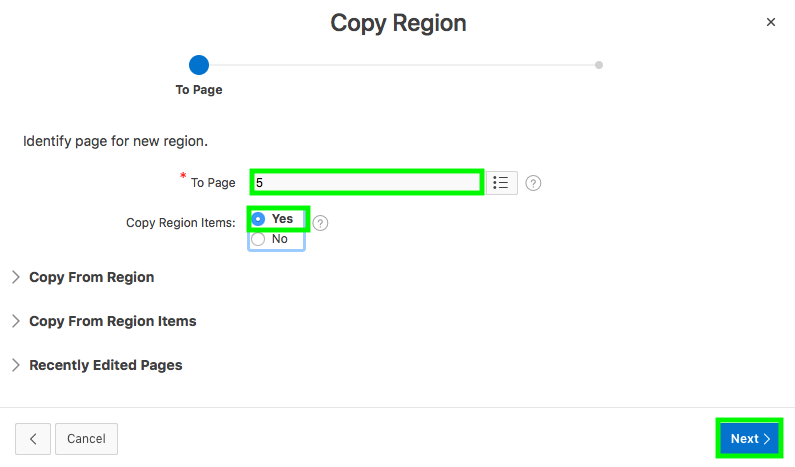 Copy Region
To Page
Identify page for new region.
* To Page 5 ?
Copy Region Items: Yes ?
No
Copy From Region
Copy From Region Items
Recently Edited Pages
Cancel Next